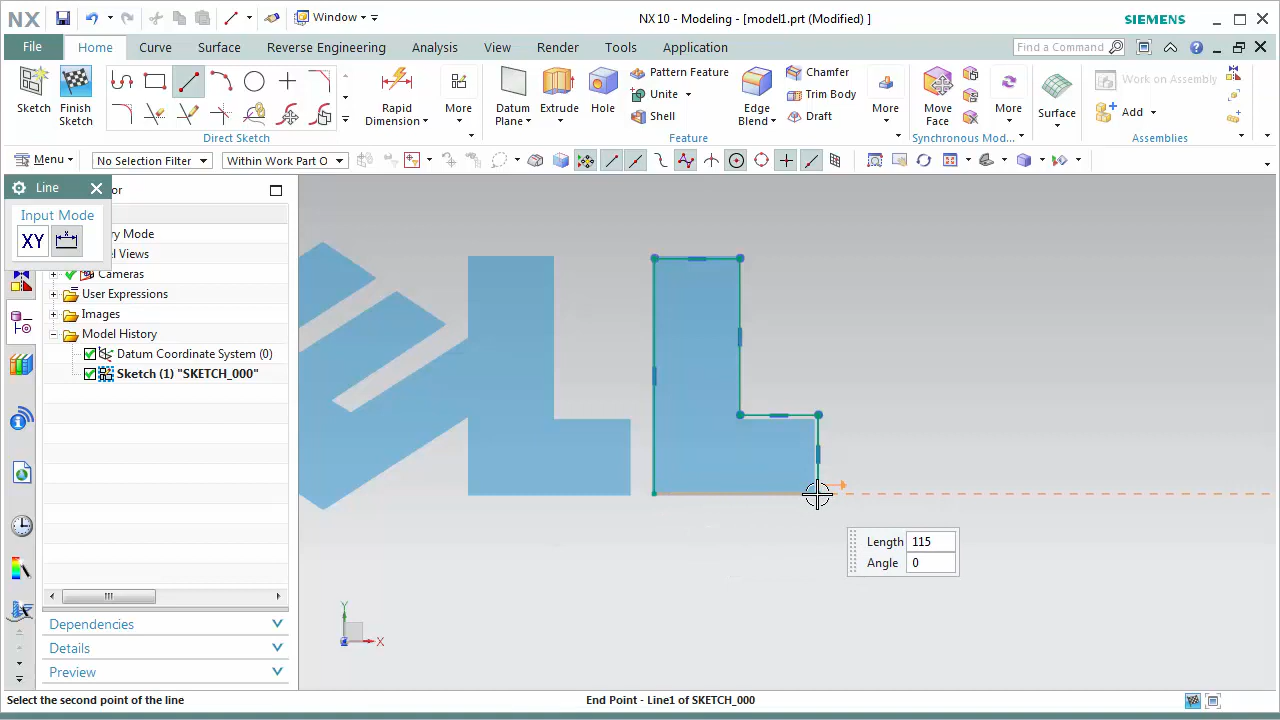 NX
Window
NX 10 - Modeling - [model1.prt (Modified) ]
SIEMENS
File
Home
Curve
Surface
Reverse Engineering
Analysis
View
Render
Tools
Application
Find a Command
Sketch
Finish
Sketch
Rapid
Dimension
More
Direct Sketch
Datum
Plane
Extrude
Hole
Pattern Feature
Unite
Shell
Edge
Blend
Chamfer
Trim Body
Draft
More
Feature
Move
Face
More
Synchronous Mod...
Surface
Work on Assembly
Add
Assemblies
Menu
No Selection Filter
Within Work Part O
Line
or
Input Mode
XY
ry Mode
el Views
Cameras
User Expressions
Images
Model History
Datum Coordinate System (0)
Sketch (1) "SKETCH_000"
Dependencies
Details
Preview
Length 115
Angle 0
Y
X
Select the second point of the line
End Point - Line1 of SKETCH_000